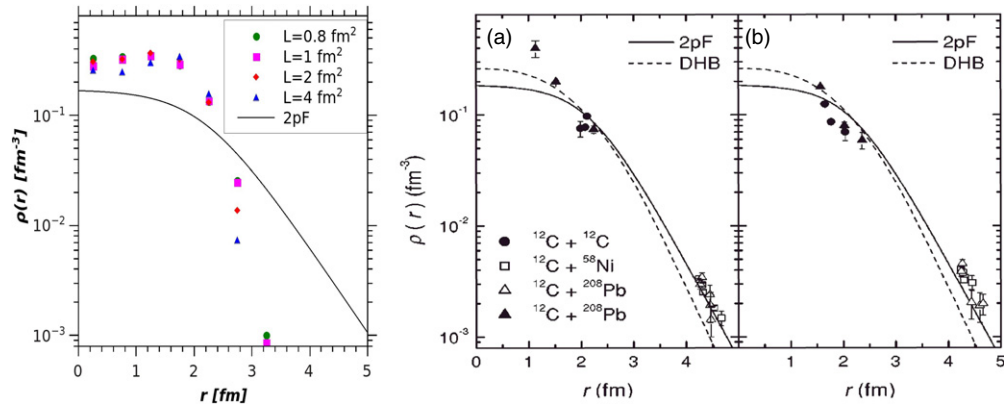 L=0.8 fm²
L=1 fm²
L=2 fm²
L=4 fm²
2pF
10⁻¹
10⁻²
10⁻³
ρ(r) [fm⁻³]
0 1 2 3 4 5
r [fm]
(a)
2pF
DHB
10⁻¹
10⁻²
10⁻³
ρ (r) (fm⁻³)
¹²C + ¹²C
¹²C + ⁵⁸Ni
¹²C + ²⁰⁸Pb
¹²C + ²⁰⁸Pb
0 1 2 3 4
r (fm)
(b)
2pF
DHB
1 2 3 4 5
r (fm)